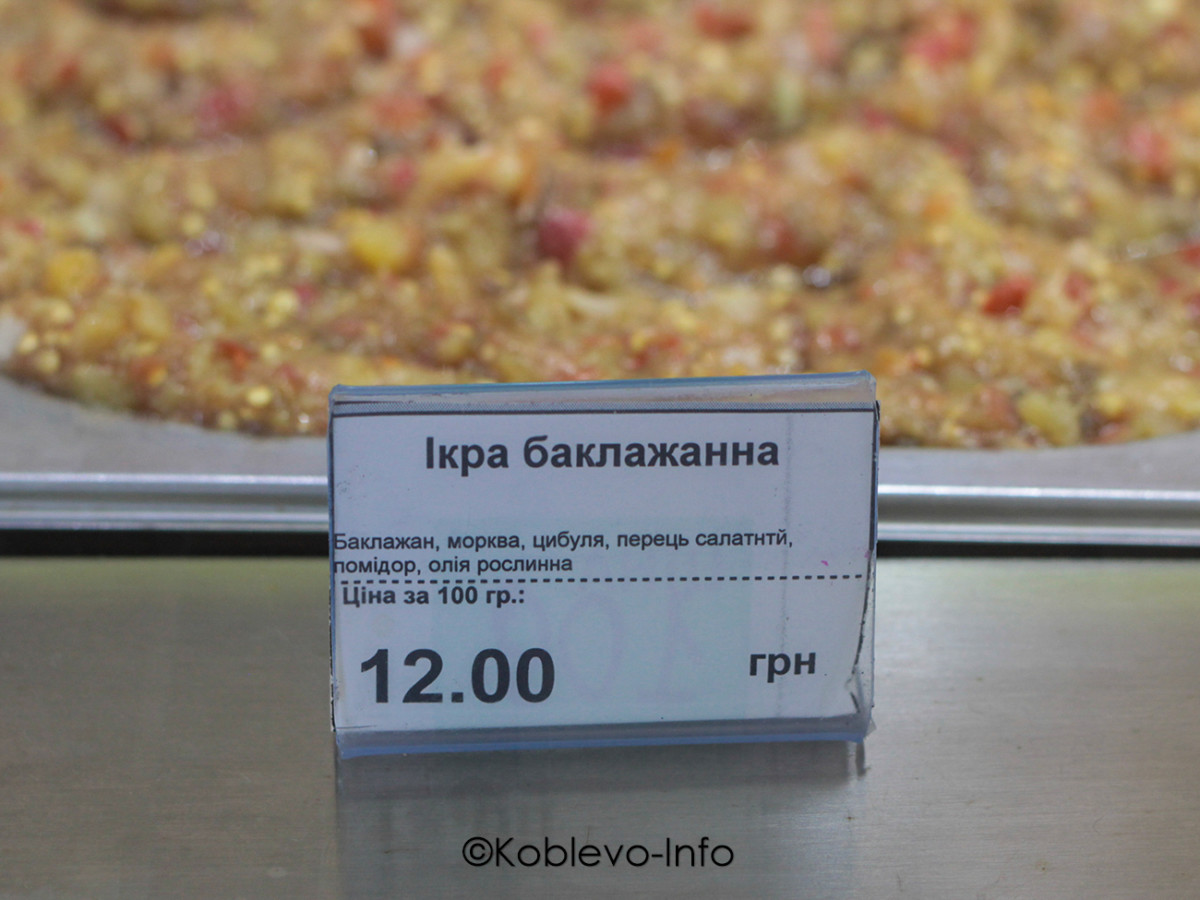 Ікра баклажанна
Баклажан, морква, цибуля, перець салатнтй,
помідор, олія рослинна
Ціна за 100 гр.:
12.00 грн
©Koblevo-Info